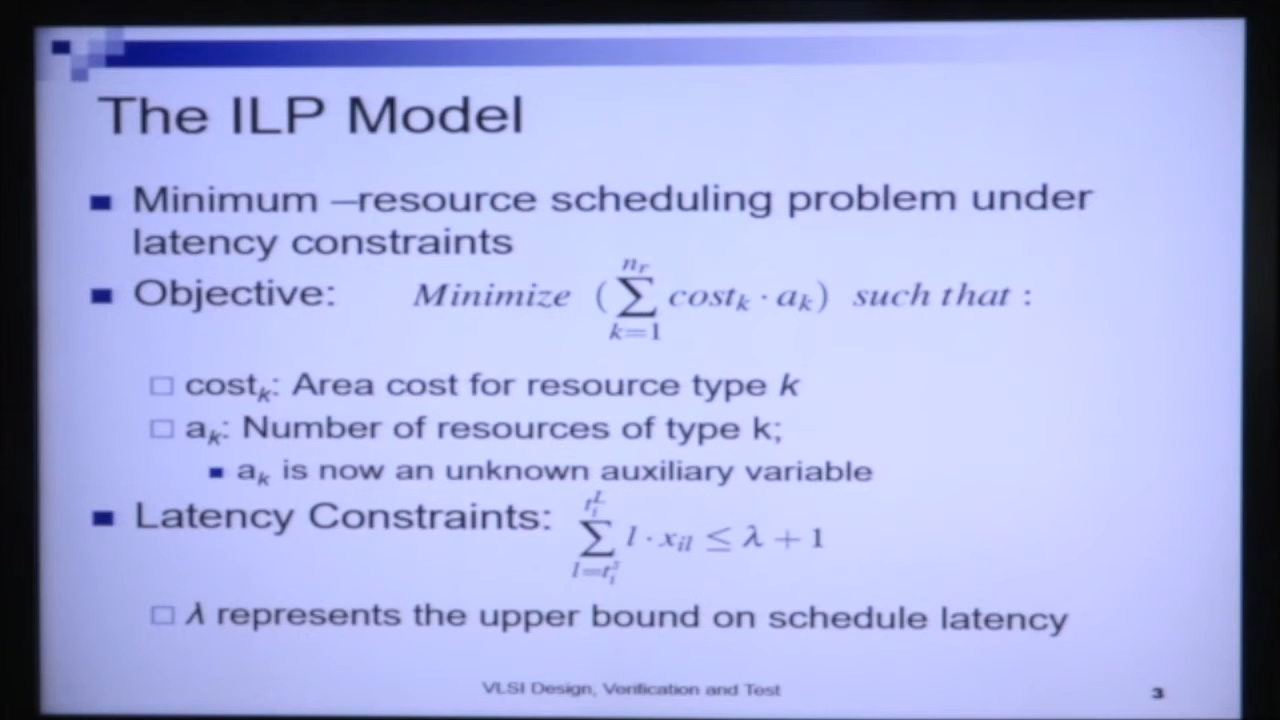 The ILP Model
Minimum –resource scheduling problem under
latency constraints
Objective: Minimize (∑_{k=1}^{n_r} cost_k · a_k) such that :
cost_k: Area cost for resource type k
a_k: Number of resources of type k;
a_k is now an unknown auxiliary variable
Latency Constraints: ∑_{l=t_i^s}^{t_i^L} l · x_{il} ≤ λ + 1
λ represents the upper bound on schedule latency
VLSI Design, Verification and Test
3